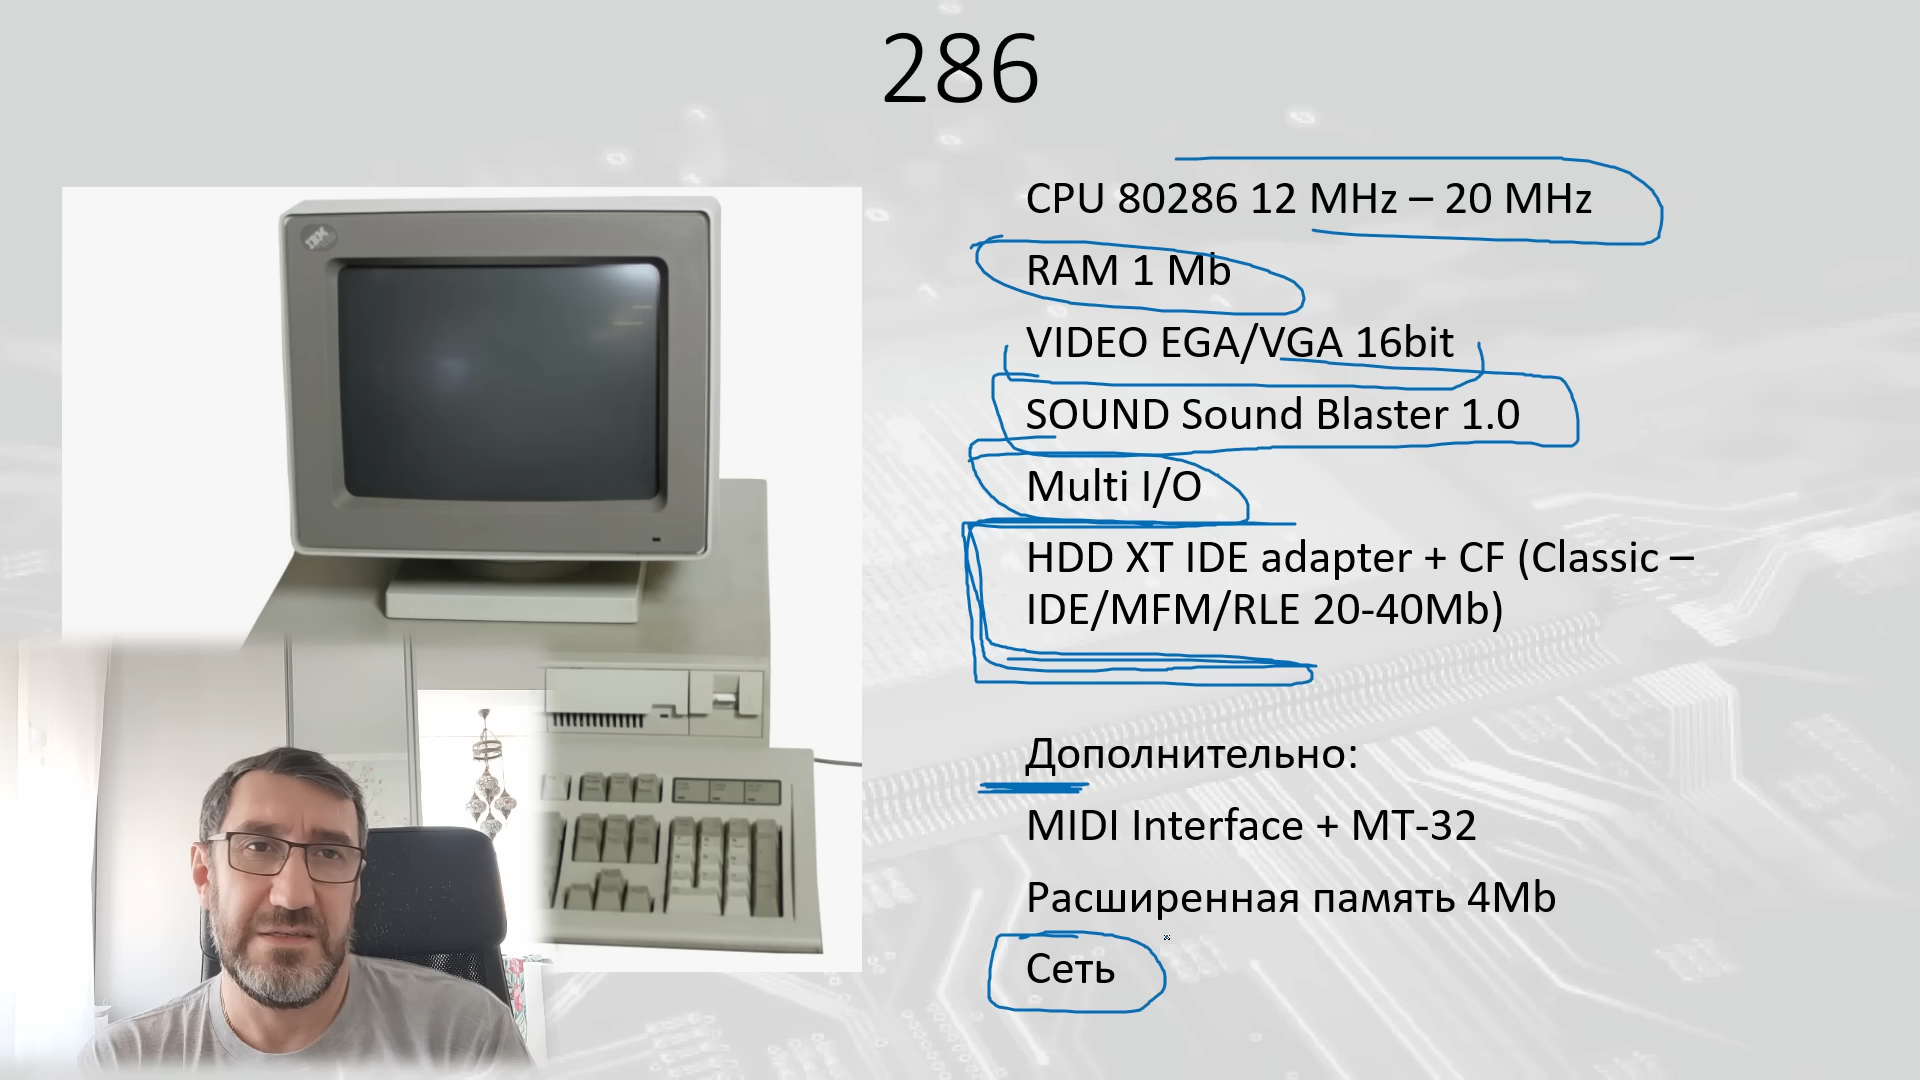 286
IBM
CPU 80286 12 MHz – 20 MHz
RAM 1 Mb
VIDEO EGA/VGA 16bit
SOUND Sound Blaster 1.0
Multi I/O
HDD XT IDE adapter + CF (Classic –
IDE/MFM/RLE 20-40Mb)
Дополнительно:
MIDI Interface + MT-32
Расширенная память 4Mb
Сеть